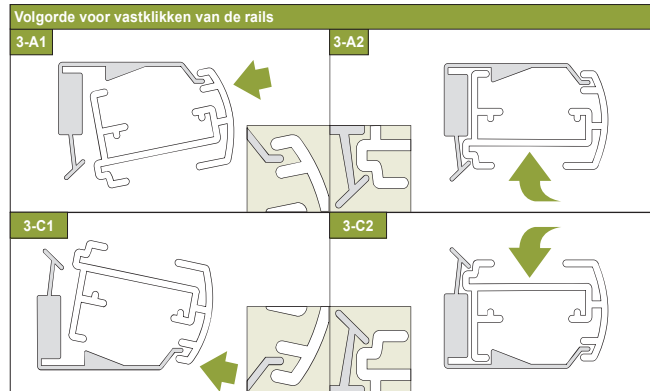 Volgorde voor vastklikken van de rails
3-A1
3-A2
3-C1
3-C2